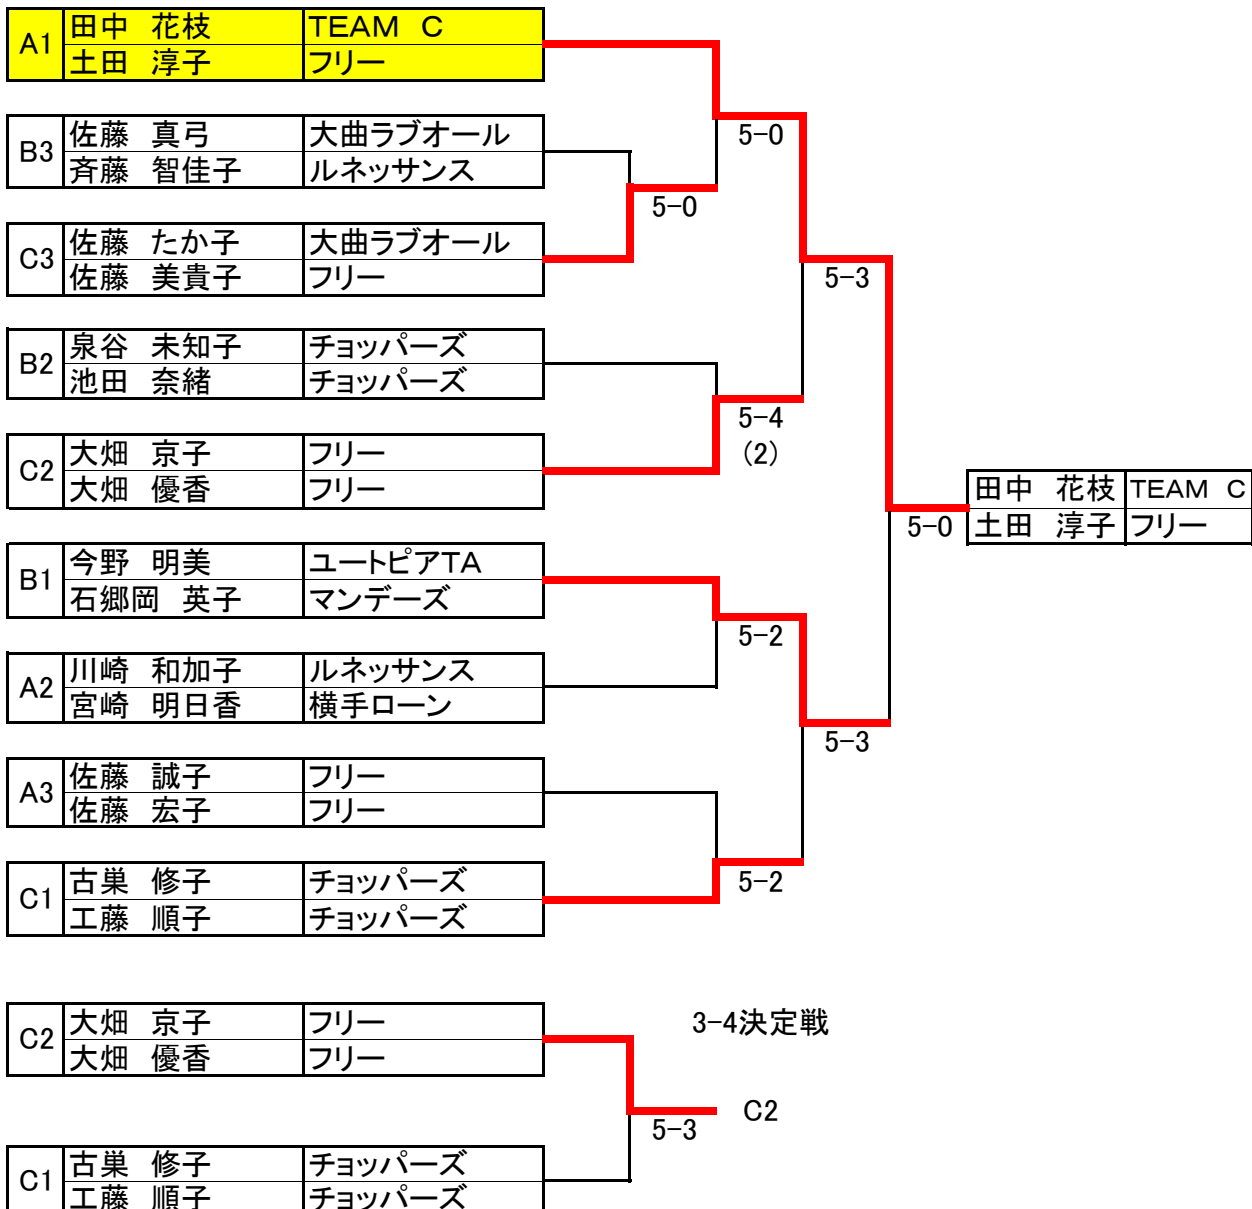 A1 田中 花枝 TEAM C
土田 淳子 フリー
B3 佐藤 真弓 大曲ラブオール
斉藤 智佳子 ルネッサンス
5-0
5-0
C3 佐藤 たか子 大曲ラブオール
佐藤 美貴子 フリー
5-3
B2 泉谷 未知子 チョッパーズ
池田 奈緒 チョッパーズ
5-4
(2)
C2 大畑 京子 フリー
大畑 優香 フリー
田中 花枝 TEAM C
5-0 土田 淳子 フリー
B1 今野 明美 ユートピアTA
石郷岡 英子 マンデーズ
5-2
A2 川崎 和加子 ルネッサンス
宮崎 明日香 横手ローン
5-3
A3 佐藤 誠子 フリー
佐藤 宏子 フリー
C1 古巣 修子 チョッパーズ
工藤 順子 チョッパーズ
5-2
C2 大畑 京子 フリー
大畑 優香 フリー
3-4決定戦
C2
5-3
C1 古巣 修子 チョッパーズ
工藤 順子 チョッパーズ